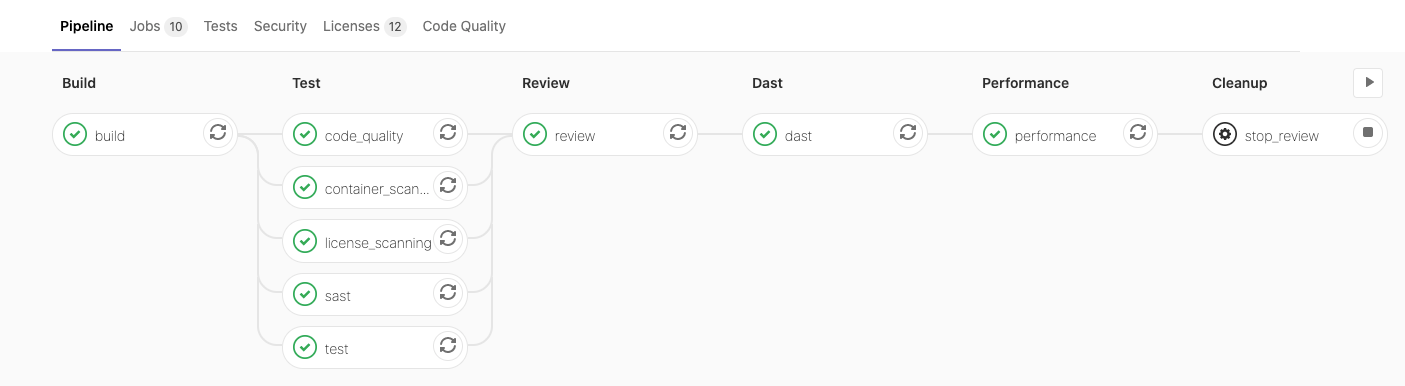 Pipeline Jobs 10 Tests Security Licenses 12 Code Quality
Build Test Review Dast Performance Cleanup
build code_quality review dast performance stop_review
container_scan...
license_scanning
sast
test